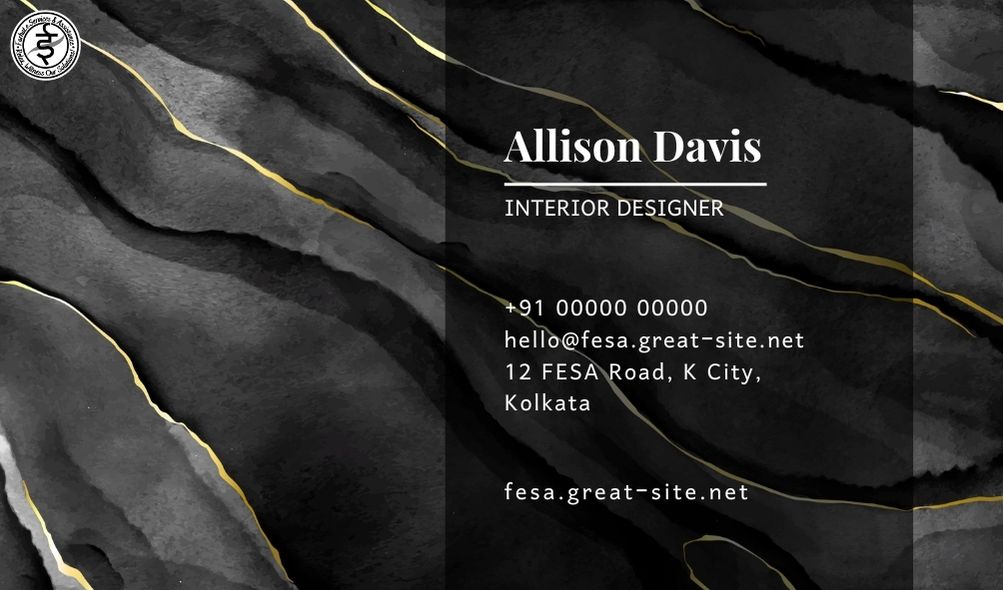 Allison Davis
INTERIOR DESIGNER
+91 00000 00000
hello@fesa.great-site.net
12 FESA Road, K City,
Kolkata
fesa.great-site.net